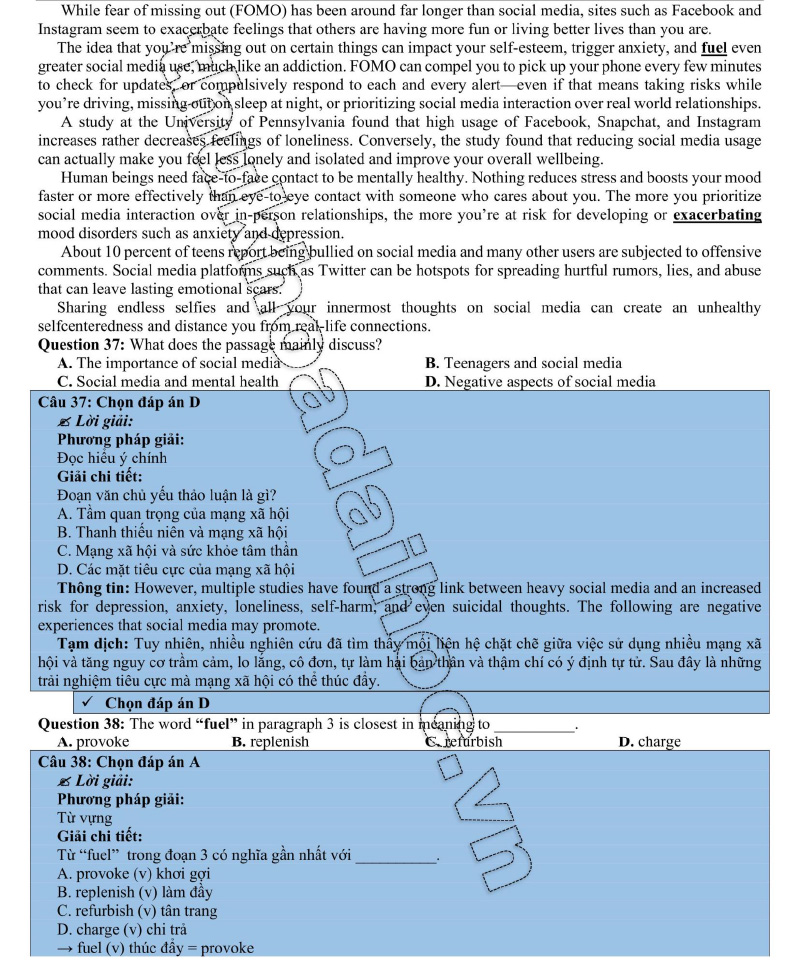 While fear of missing out (FOMO) has been around far longer than social media, sites such as Facebook and
Instagram seem to exacerbate feelings that others are having more fun or living better lives than you are.
The idea that you're missing out on certain things can impact your self-esteem, trigger anxiety, and fuel even
greater social media use, much like an addiction. FOMO can compel you to pick up your phone every few minutes
to check for updates, or compulsively respond to each and every alert—even if that means taking risks while
you're driving, missing out on sleep at night, or prioritizing social media interaction over real world relationships.
A study at the University of Pennsylvania found that high usage of Facebook, Snapchat, and Instagram
increases rather decreases feelings of loneliness. Conversely, the study found that reducing social media usage
can actually make you feel less lonely and isolated and improve your overall wellbeing.
Human beings need face-to-face contact to be mentally healthy. Nothing reduces stress and boosts your mood
faster or more effectively than eye-to-eye contact with someone who cares about you. The more you prioritize
social media interaction over in-person relationships, the more you're at risk for developing or exacerbating
mood disorders such as anxiety and depression.
About 10 percent of teens report being bullied on social media and many other users are subjected to offensive
comments. Social media platforms such as Twitter can be hotspots for spreading hurtful rumors, lies, and abuse
that can leave lasting emotional scars.
Sharing endless selfies and all your innermost thoughts on social media can create an unhealthy
selfcenteredness and distance you from real-life connections.
Question 37: What does the passage mainly discuss?
A. The importance of social media B. Teenagers and social media
C. Social media and mental health D. Negative aspects of social media
Câu 37: Chọn đáp án D
Lời giải:
Phương pháp giải:
Đọc hiểu ý chính
Giải chi tiết:
Đoạn văn chủ yếu thảo luận là gì?
A. Tầm quan trọng của mạng xã hội
B. Thanh thiếu niên và mạng xã hội
C. Mạng xã hội và sức khỏe tâm thần
D. Các mặt tiêu cực của mạng xã hội
Thông tin: However, multiple studies have found a strong link between heavy social media and an increased
risk for depression, anxiety, loneliness, self-harm, and even suicidal thoughts. The following are negative
experiences that social media may promote.
Tạm dịch: Tuy nhiên, nhiều nghiên cứu đã tìm thấy mối liên hệ chặt chẽ giữa việc sử dụng nhiều mạng xã
hội và tăng nguy cơ trầm cảm, lo lắng, cô đơn, tự làm hại bản thân và thậm chí có ý định tự tử. Sau đây là những
trải nghiệm tiêu cực mà mạng xã hội có thể thúc đẩy.
✓ Chọn đáp án D
Question 38: The word “fuel” in paragraph 3 is closest in meaning to __________.
A. provoke B. replenish C. refurbish D. charge
Câu 38: Chọn đáp án A
Lời giải:
Phương pháp giải:
Từ vựng
Giải chi tiết:
Từ “fuel” trong đoạn 3 có nghĩa gần nhất với __________.
A. provoke (v) khơi gợi
B. replenish (v) làm đầy
C. refurbish (v) tân trang
D. charge (v) chi trả
→ fuel (v) thúc đẩy = provoke
thuvienhoadaihoc.vn